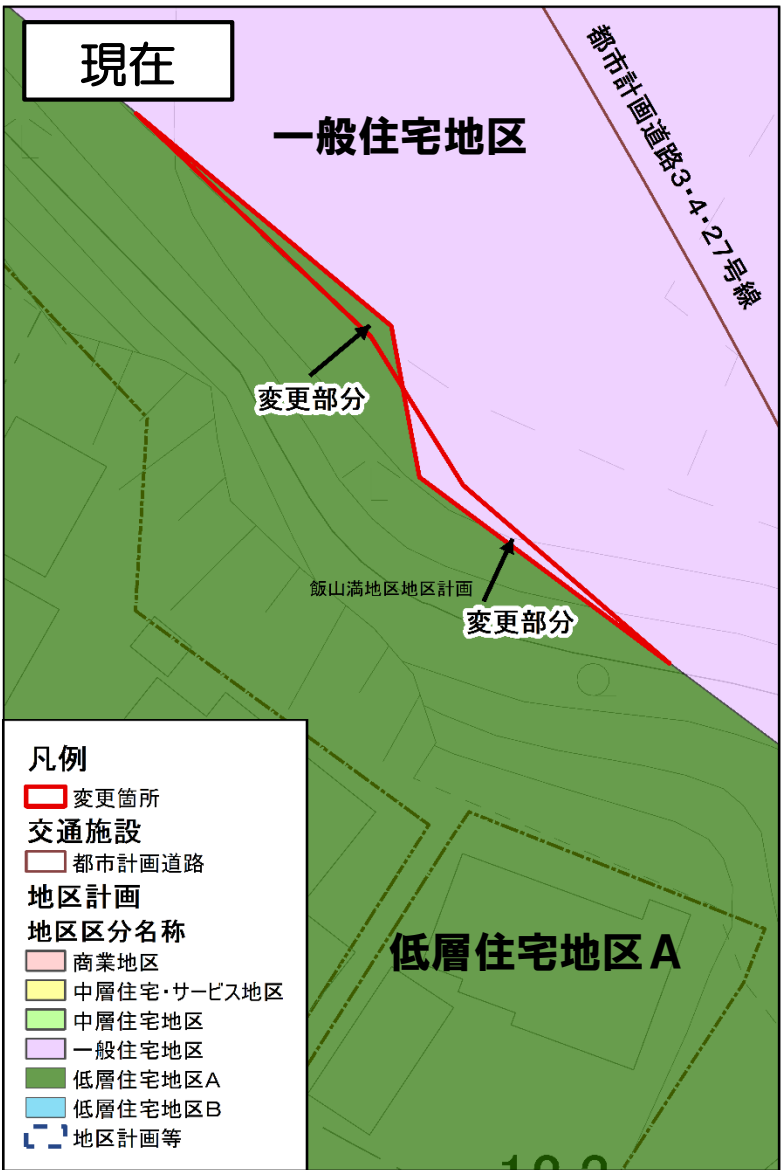 現在
一般住宅地区
都市計画道路3・4・27号線
変更部分
飯山満地区地区計画
変更部分
凡例
変更箇所
交通施設
都市計画道路
地区計画
地区区分名称
商業地区
中層住宅・サービス地区
中層住宅地区
一般住宅地区
低層住宅地区A
低層住宅地区B
地区計画等
低層住宅地区A